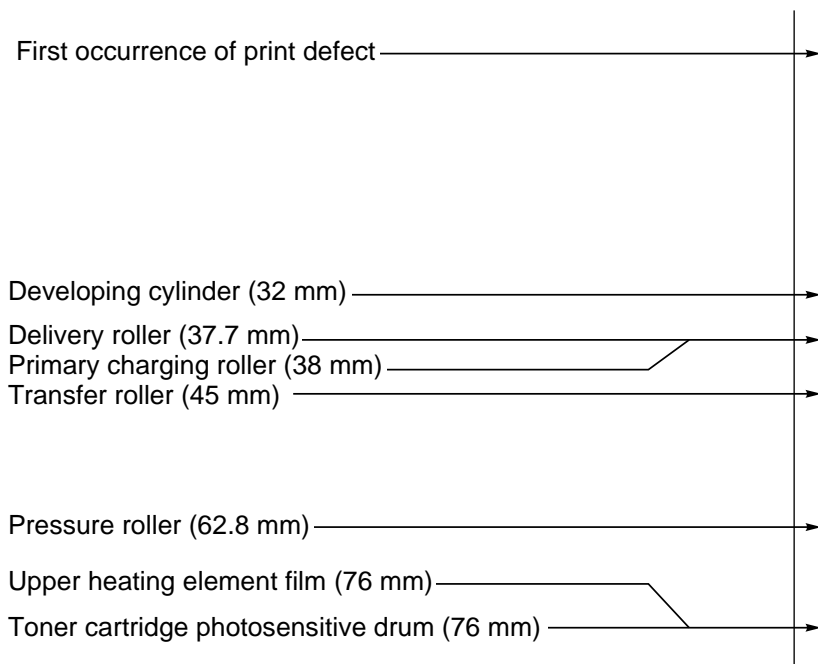 First occurrence of print defect
Developing cylinder (32 mm)
Delivery roller (37.7 mm)
Primary charging roller (38 mm)
Transfer roller (45 mm)
Pressure roller (62.8 mm)
Upper heating element film (76 mm)
Toner cartridge photosensitive drum (76 mm)